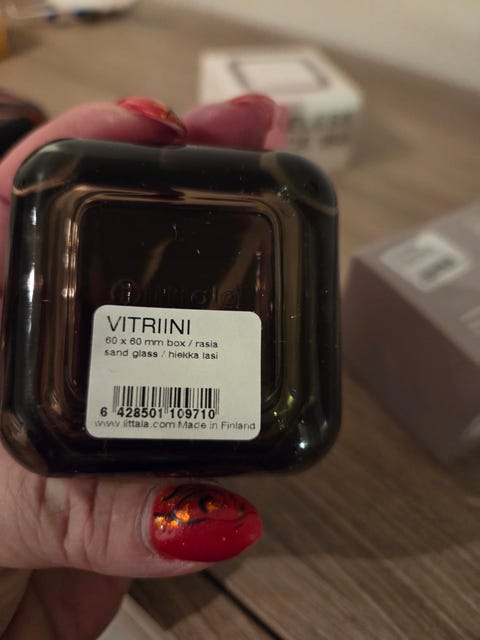 iittala
VITRIINI
60 x 60 mm box / rasia
sand glass / hiekka lasi
6 428501 109710
www.iittala.com Made in Finland